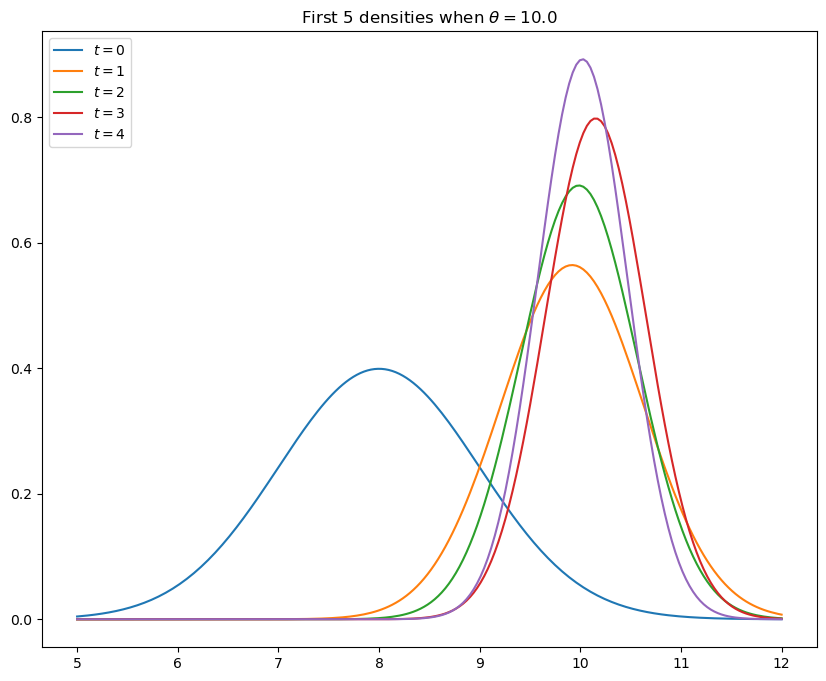 First 5 densities when θ = 10.0
t = 0
t = 1
t = 2
t = 3
t = 4
0.8
0.6
0.4
0.2
0.0
5 6 7 8 9 10 11 12